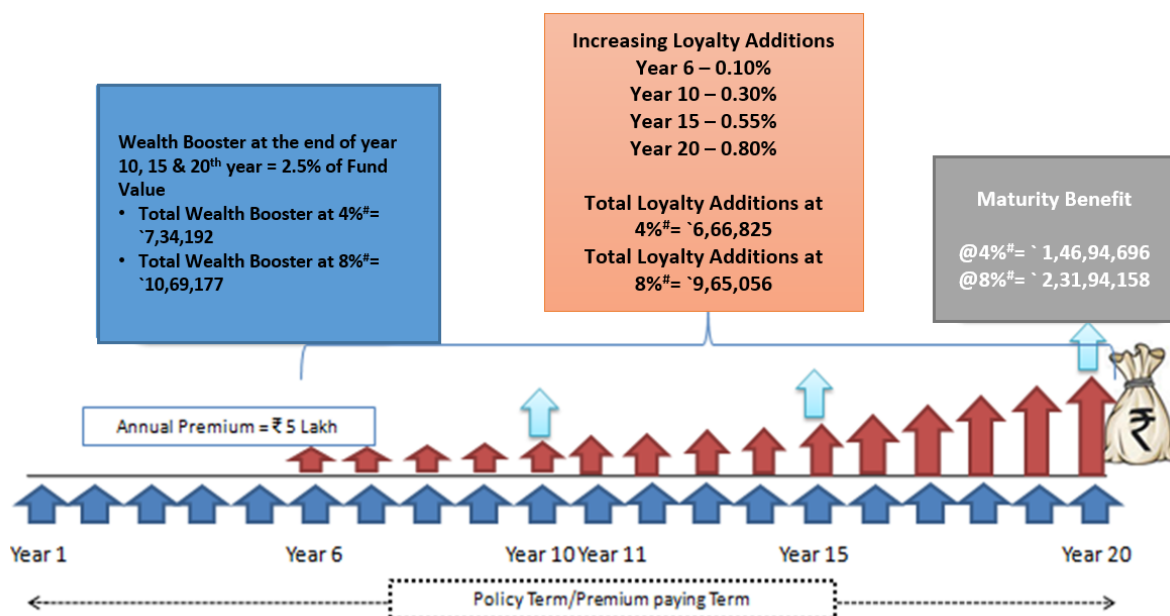 Wealth Booster at the end of year
10, 15 & 20th year = 2.5% of Fund
Value
• Total Wealth Booster at 4%#=
`7,34,192
• Total Wealth Booster at 8%#=
`10,69,177
Increasing Loyalty Additions
Year 6 – 0.10%
Year 10 – 0.30%
Year 15 – 0.55%
Year 20 – 0.80%
Total Loyalty Additions at
4%#= `6,66,825
Total Loyalty Additions at
8%#= `9,65,056
Maturity Benefit
@4%#= ` 1,46,94,696
@8%#= ` 2,31,94,158
Annual Premium = ₹ 5 Lakh
₹
Year 1
Year 6
Year 10
Year 11
Year 15
Year 20
Policy Term/Premium paying Term